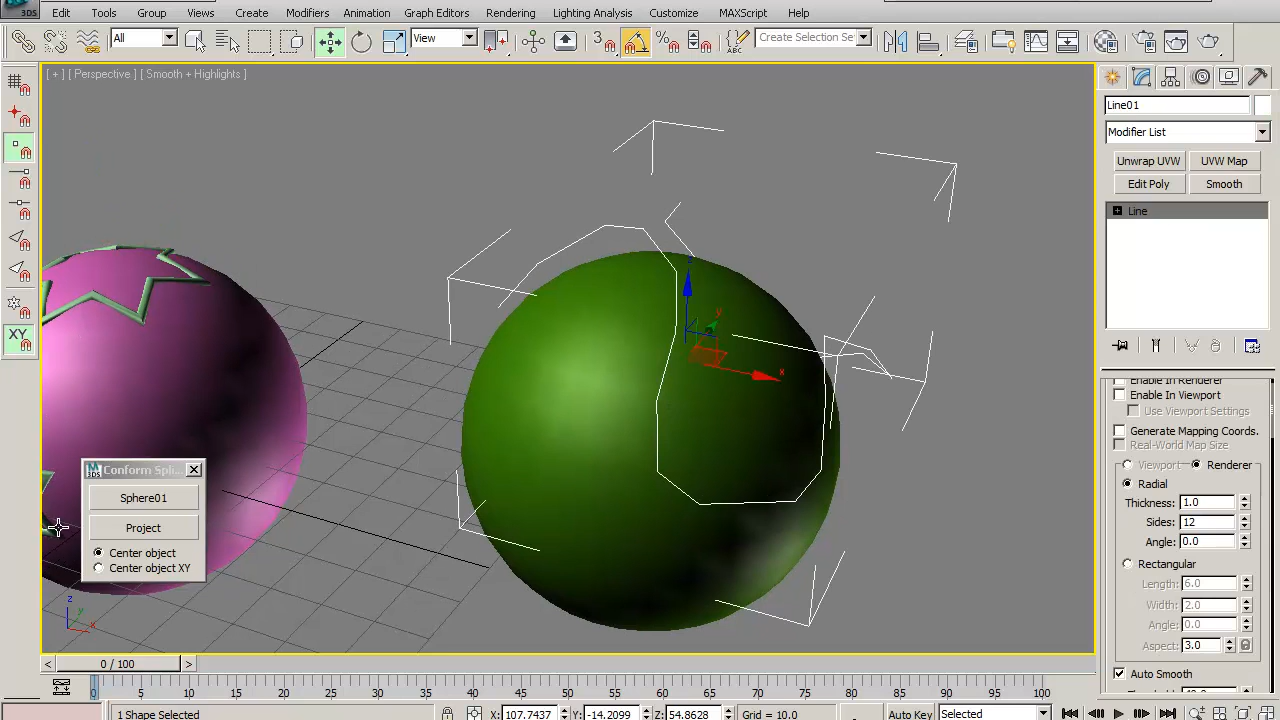 3DS
Edit Tools Group Views Create Modifiers Animation Graph Editors Rendering Lighting Analysis Customize MAXScript Help
All View 3 ABC Create Selection Se
[ + ] [ Perspective ] [ Smooth + Highlights ]
Line01
Modifier List
Unwrap UVW UVW Map
Edit Poly Smooth
Line
XY
z
y
x
Enable In Renderer
Enable In Viewport
Use Viewport Settings
Generate Mapping Coords.
Real-World Map Size
Viewport Renderer
Radial
Thickness: 1.0
Sides: 12
Angle: 0.0
Rectangular
Length: 6.0
Width: 2.0
Angle: 0.0
Aspect: 3.0
Auto Smooth
Conform Spli...
Sphere01
Project
Center object
Center object XY
z
y
x
0 / 100
0 5 10 15 20 25 30 35 40 45 50 55 60 65 70 75 80 85 90 95 100
1 Shape Selected X: 107.7437 Y: -14.2099 Z: 54.8628 Grid = 10.0 Auto Key Selected